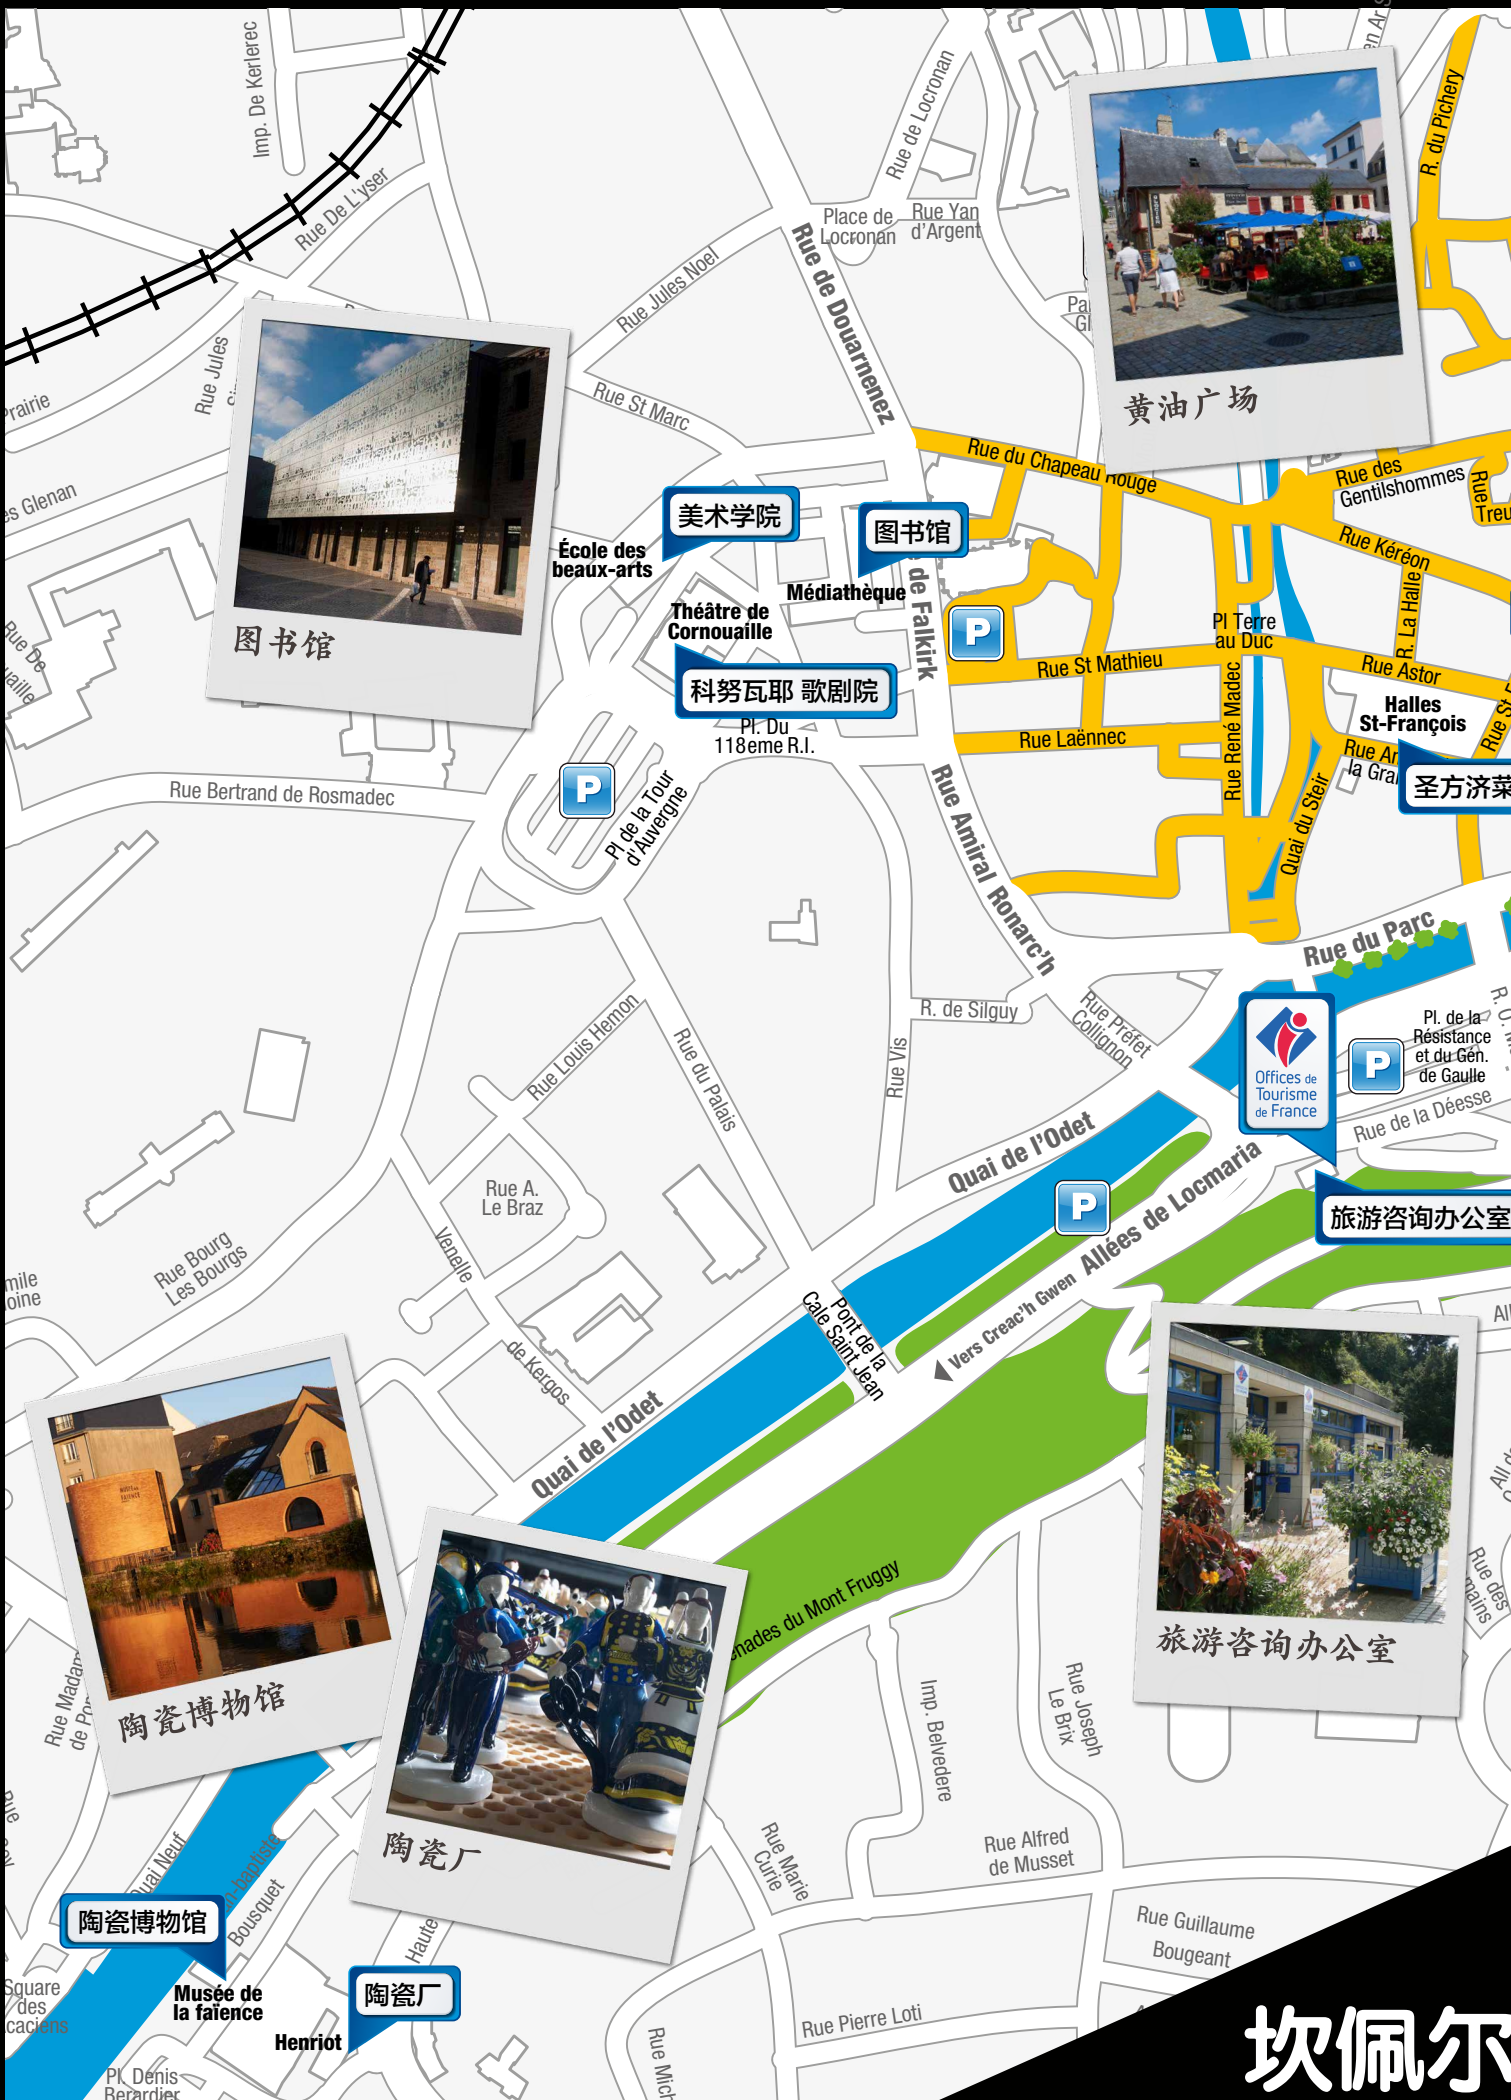 Imp. De Kerlerec
Rue De L'yser
Rue de Locronan
Place de
Locronan
Rue Yan
d'Argent
Rue de Douarnenez
Rue Jules Noel
R. du Pichery
黄油广场
Rue Jules
Rue St Marc
图书馆
Rue du Chapeau Rouge
Rue des
Gentilshommes
Rue Kéréon
R. La Halle
美术学院
École des
beaux-arts
图书馆
Médiathèque
Théâtre de
Cornouaille
科努瓦耶 歌剧院
Pl. Du
118eme R.I.
de Falkirk
P
Rue St Mathieu
Pl Terre
au Duc
Rue Astor
Halles
St-François
Rue Laënnec
Rue René Madec
Quai du Steir
Rue Bertrand de Rosmadec
P
Pl de la Tour
d'Auvergne
Rue Amiral Ronarc'h
Rue du Parc
R. de Silguy
Rue Préfet
Collignon
Rue Louis Hemon
Rue du Palais
Rue Vis
Offices de
Tourisme
de France
P
Pl. de la
Résistance
et du Gén.
de Gaulle
Rue de la Déesse
旅游咨询办公室
Quai de l'Odet
P
Allées de Locmaria
Vers Creac'h Gwen
Rue A.
Le Braz
Venelle
de Kergos
Rue Bourg
Les Bourgs
Pont de la
Cale Saint Jean
Quai de l'Odet
MUSÉE DE
FAIENCE
陶瓷博物馆
陶瓷厂
旅游咨询办公室
Imp. Belvedere
Rue Joseph
Le Brix
Rue Marie
Curie
Rue Alfred
de Musset
Rue Guillaume
Bougeant
Rue Pierre Loti
陶瓷博物馆
Bousquet
Musée de
la faïence
陶瓷厂
Henriot
Square
des
Pl. Denis
Berardier
坎佩尔